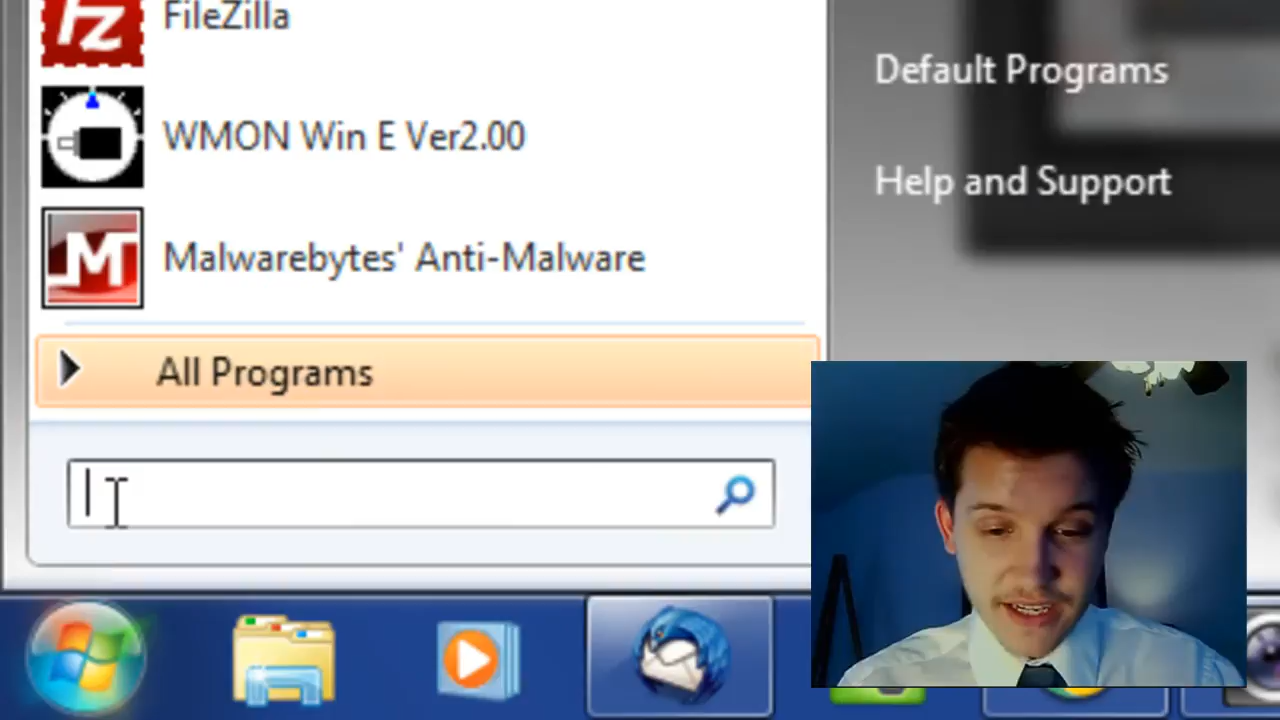 FileZilla
WMON Win E Ver2.00
Malwarebytes' Anti-Malware
All Programs
Default Programs
Help and Support